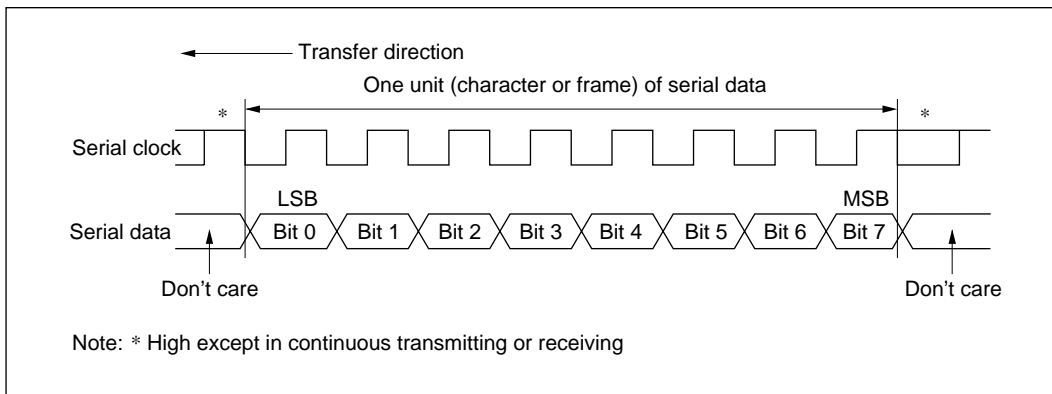 Transfer direction
One unit (character or frame) of serial data
* *
Serial clock
LSB MSB
Serial data Bit 0 Bit 1 Bit 2 Bit 3 Bit 4 Bit 5 Bit 6 Bit 7
Don’t care Don’t care
Note: * High except in continuous transmitting or receiving